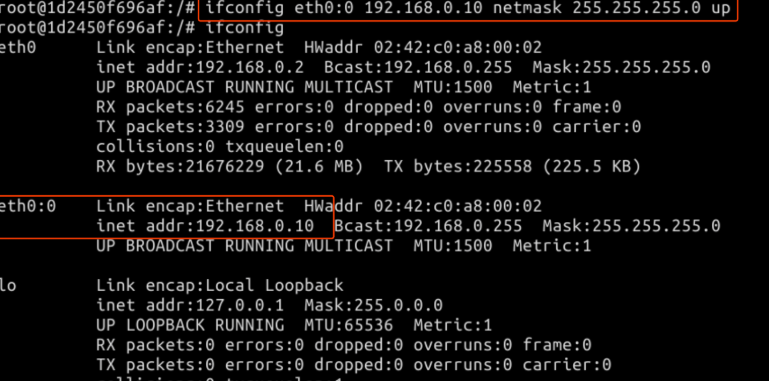 root@1d2450f696af:/# ifconfig eth0:0 192.168.0.10 netmask 255.255.255.0 up
root@1d2450f696af:/# ifconfig
eth0 Link encap:Ethernet HWaddr 02:42:c0:a8:00:02
inet addr:192.168.0.2 Bcast:192.168.0.255 Mask:255.255.255.0
UP BROADCAST RUNNING MULTICAST MTU:1500 Metric:1
RX packets:6245 errors:0 dropped:0 overruns:0 frame:0
TX packets:3309 errors:0 dropped:0 overruns:0 carrier:0
collisions:0 txqueuelen:0
RX bytes:21676229 (21.6 MB) TX bytes:225558 (225.5 KB)
eth0:0 Link encap:Ethernet HWaddr 02:42:c0:a8:00:02
inet addr:192.168.0.10 Bcast:192.168.0.255 Mask:255.255.255.0
UP BROADCAST RUNNING MULTICAST MTU:1500 Metric:1
lo Link encap:Local Loopback
inet addr:127.0.0.1 Mask:255.0.0.0
UP LOOPBACK RUNNING MTU:65536 Metric:1
RX packets:0 errors:0 dropped:0 overruns:0 frame:0
TX packets:0 errors:0 dropped:0 overruns:0 carrier:0